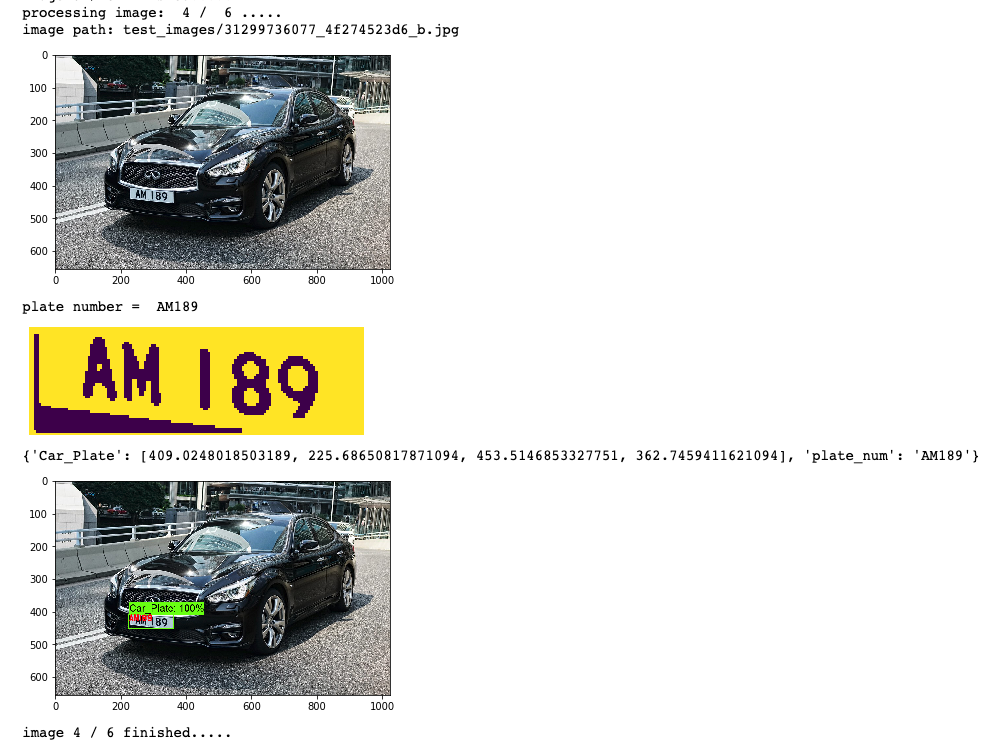 processing image:  4 /  6 .....
image path: test_images/31299736077_4f274523d6_b.jpg
0
100
200
300
400
500
600
AM 189
0 200 400 600 800 1000
plate number =  AM189
AM 189
{'Car_Plate': [409.0248018503189, 225.68650817871094, 453.5146853327751, 362.7459411621094], 'plate_num': 'AM189'}
0
100
200
300
400
500
600
Car_Plate: 100%
AM 189
0 200 400 600 800 1000
image 4 / 6 finished.....